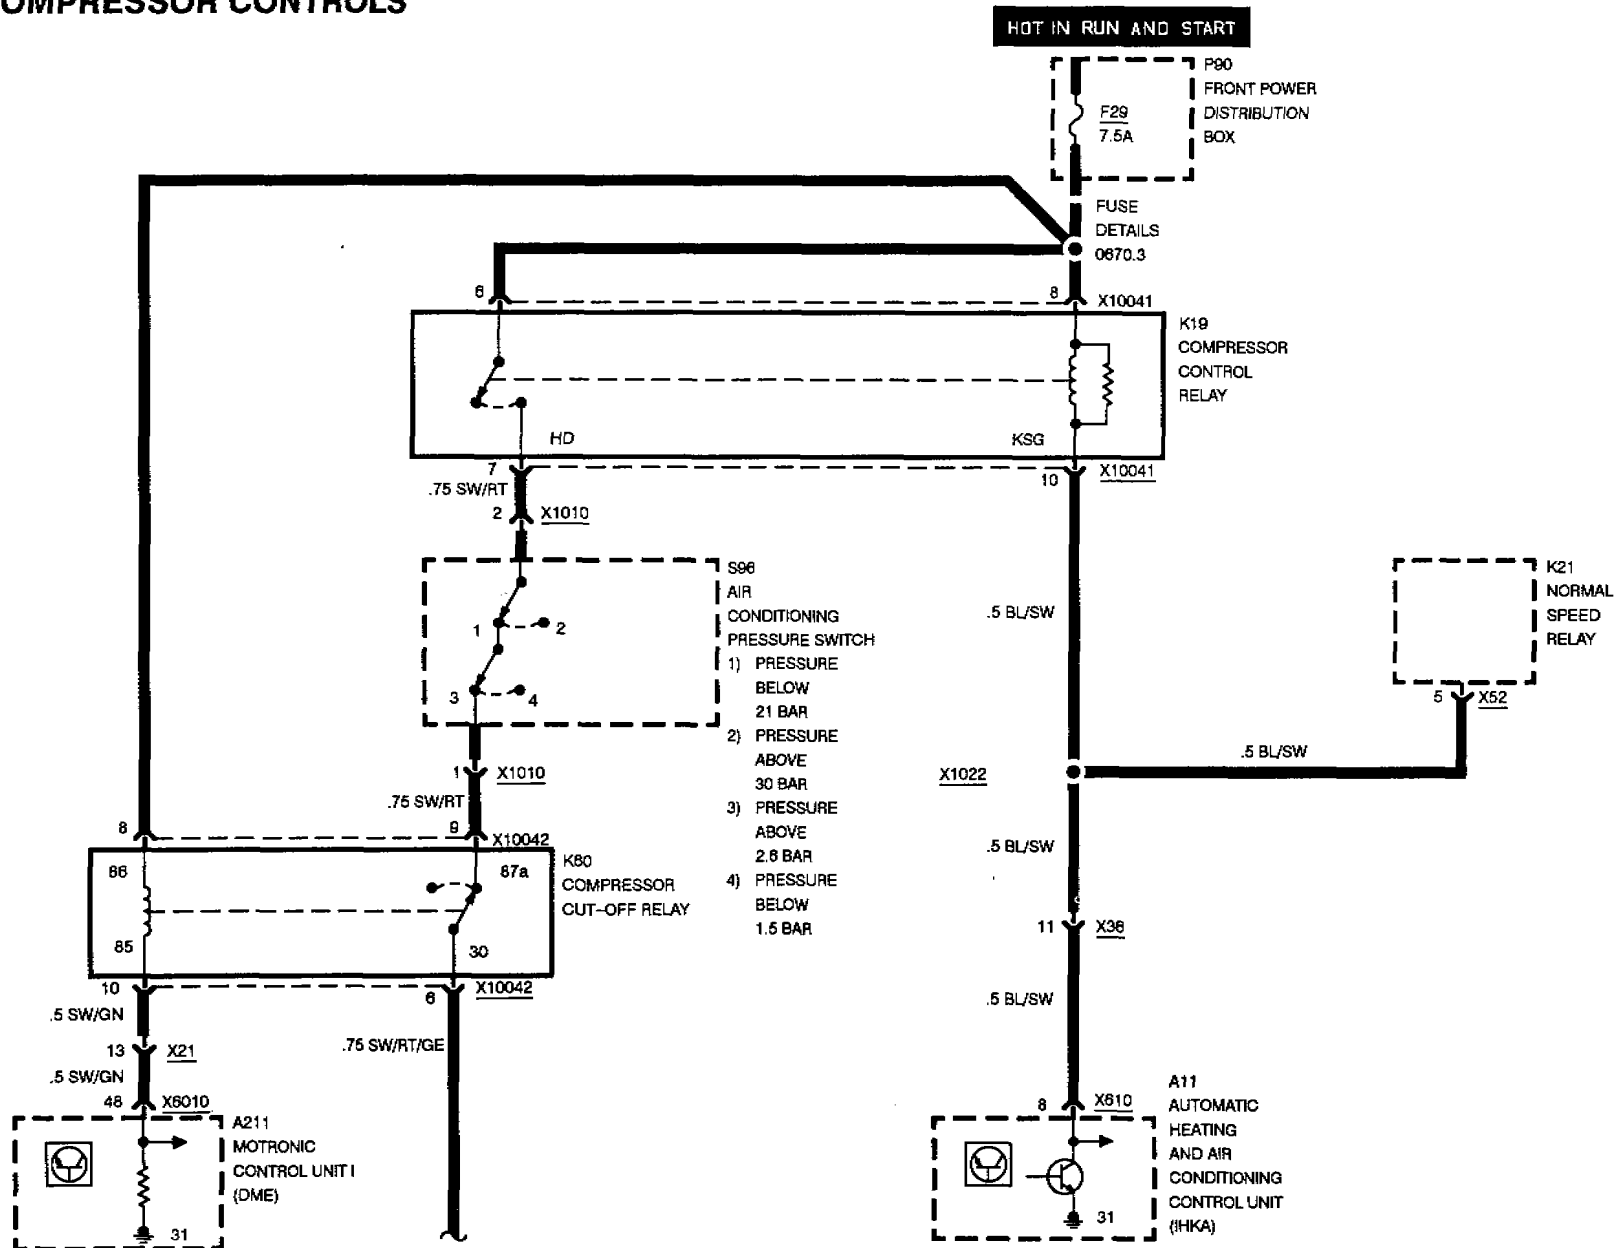 COMPRESSOR CONTROLS
HOT IN RUN AND START
P90
FRONT POWER
DISTRIBUTION
BOX
F29
7.5A
FUSE
DETAILS
0670.3
6
8
X10041
K19
COMPRESSOR
CONTROL
RELAY
HD
KSG
7
10
X10041
.75 SW/RT
2
X1010
S96
AIR
CONDITIONING
PRESSURE SWITCH
1) PRESSURE
BELOW
21 BAR
2) PRESSURE
ABOVE
30 BAR
3) PRESSURE
ABOVE
2.6 BAR
4) PRESSURE
BELOW
1.5 BAR
1
2
3
4
.5 BL/SW
K21
NORMAL
SPEED
RELAY
5
X52
.5 BL/SW
X1022
1
X1010
.75 SW/RT
8
9
X10042
86
87a
K60
COMPRESSOR
CUT-OFF RELAY
85
30
.5 BL/SW
11
X36
10
6
X10042
.5 SW/GN
.5 BL/SW
.75 SW/RT/GE
13
X21
.5 SW/GN
48
X6010
A211
MOTRONIC
CONTROL UNIT I
(DME)
31
8
X610
A11
AUTOMATIC
HEATING
AND AIR
CONDITIONING
CONTROL UNIT
(IHKA)
31